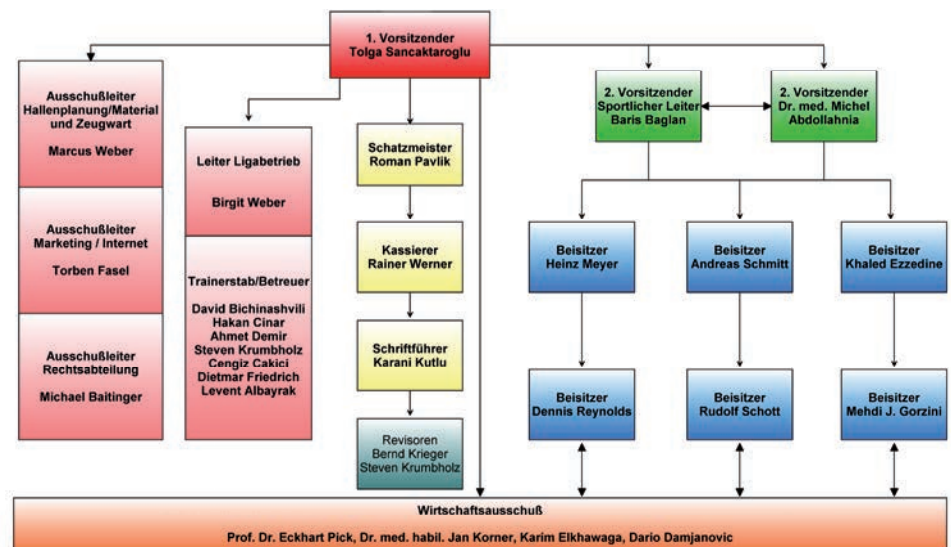 1. Vorsitzender
Tolga Sancaktaroglu
Ausschußleiter
Hallenplanung/Material
und Zeugwart
Marcus Weber
Ausschußleiter
Marketing / Internet
Torben Fasel
Ausschußleiter
Rechtsabteilung
Michael Baitinger
Leiter Ligabetrieb
Birgit Weber
Trainerstab/Betreuer
David Bichinashvili
Hakan Cinar
Ahmet Demir
Steven Krumbholz
Cengiz Cakici
Dietmar Friedrich
Levent Albayrak
Schatzmeister
Roman Pavlik
Kassierer
Rainer Werner
Schriftführer
Karani Kutlu
Revisoren
Bernd Krieger
Steven Krumbholz
2. Vorsitzender
Sportlicher Leiter
Baris Baglan
2. Vorsitzender
Dr. med. Michel
Abdollahnia
Beisitzer
Heinz Meyer
Beisitzer
Andreas Schmitt
Beisitzer
Khaled Ezzedine
Beisitzer
Dennis Reynolds
Beisitzer
Rudolf Schott
Beisitzer
Mehdi J. Gorzini
Wirtschaftsausschuß
Prof. Dr. Eckhart Pick, Dr. med. habil. Jan Korner, Karim Elkhawaga, Dario Damjanovic